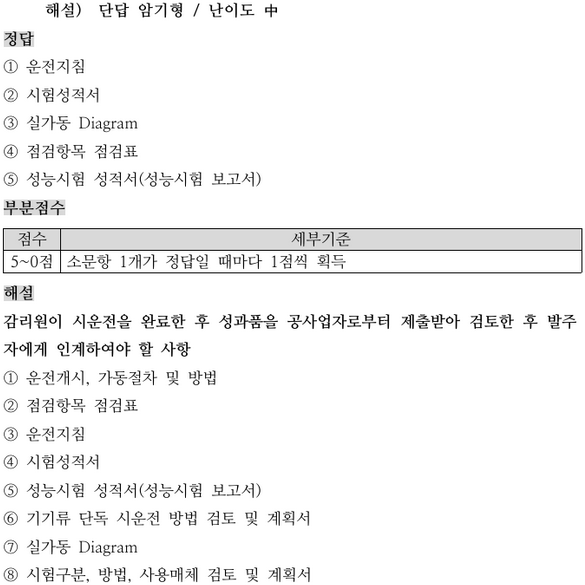 해설) 단답 암기형 / 난이도 中
정답
① 운전지침
② 시험성적서
③ 실가동 Diagram
④ 점검항목 점검표
⑤ 성능시험 성적서(성능시험 보고서)
부분점수
점수 세부기준
5~0점 소문항 1개가 정답일 때마다 1점씩 획득
해설
감리원이 시운전을 완료한 후 성과품을 공사업자로부터 제출받아 검토한 후 발주
자에게 인계하여야 할 사항
① 운전개시, 가동절차 및 방법
② 점검항목 점검표
③ 운전지침
④ 시험성적서
⑤ 성능시험 성적서(성능시험 보고서)
⑥ 기기류 단독 시운전 방법 검토 및 계획서
⑦ 실가동 Diagram
⑧ 시험구분, 방법, 사용매체 검토 및 계획서